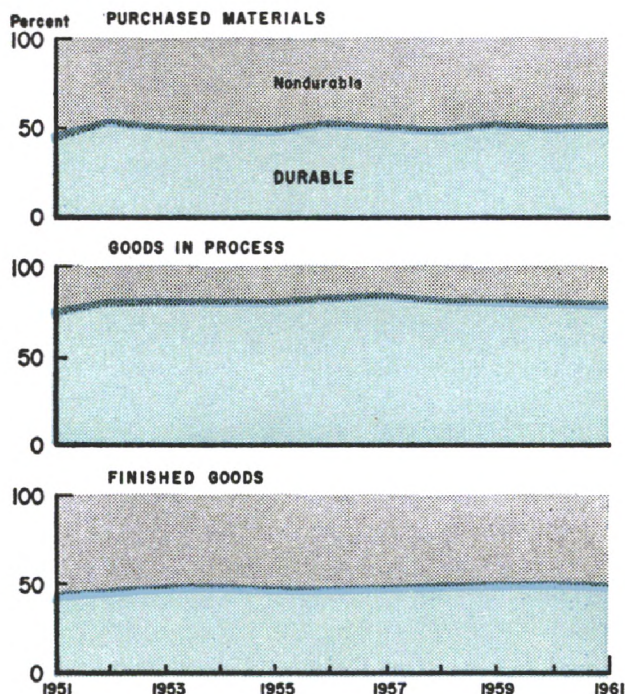 Percent PURCHASED MATERIALS
100
Nondurable
50
DURABLE
0
GOODS IN PROCESS
100
50
0
FINISHED GOODS
100
50
0
1951 1953 1955 1957 1959 1961